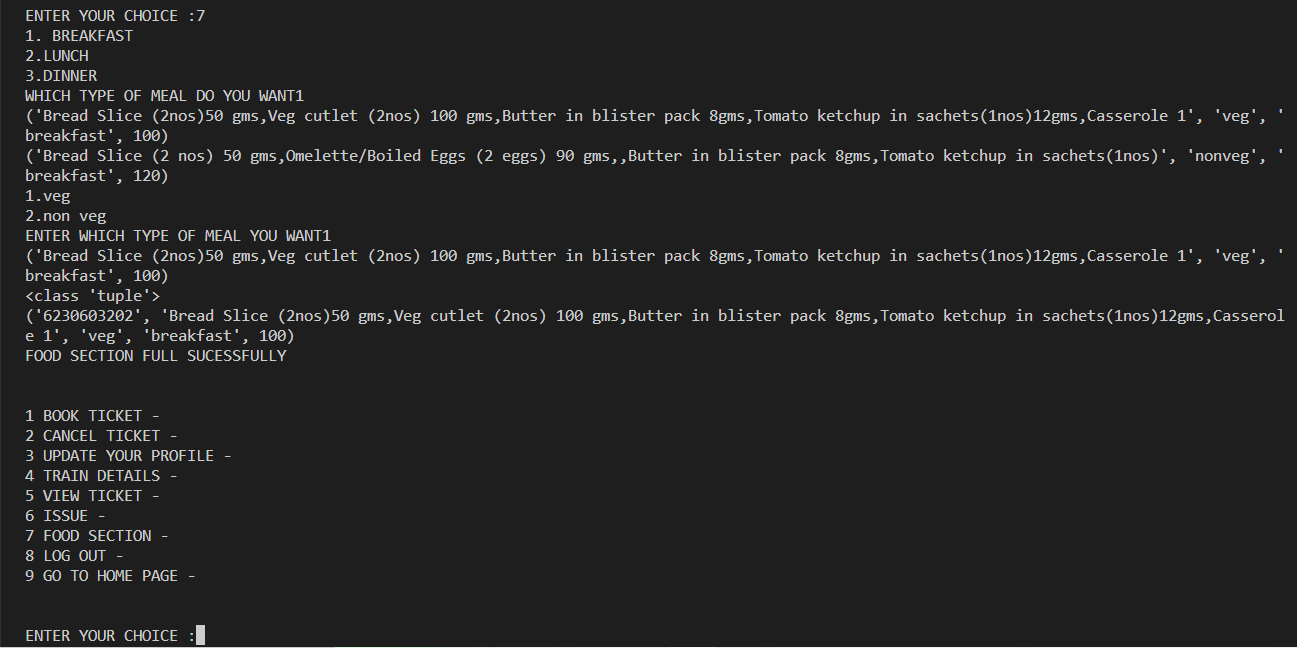 ENTER YOUR CHOICE :7
1. BREAKFAST
2.LUNCH
3.DINNER
WHICH TYPE OF MEAL DO YOU WANT1
('Bread Slice (2nos)50 gms,Veg cutlet (2nos) 100 gms,Butter in blister pack 8gms,Tomato ketchup in sachets(1nos)12gms,Casserole 1', 'veg', '
breakfast', 100)
('Bread Slice (2 nos) 50 gms,Omelette/Boiled Eggs (2 eggs) 90 gms,,Butter in blister pack 8gms,Tomato ketchup in sachets(1nos)', 'nonveg', '
breakfast', 120)
1.veg
2.non veg
ENTER WHICH TYPE OF MEAL YOU WANT1
('Bread Slice (2nos)50 gms,Veg cutlet (2nos) 100 gms,Butter in blister pack 8gms,Tomato ketchup in sachets(1nos)12gms,Casserole 1', 'veg', '
breakfast', 100)
<class 'tuple'>
('6230603202', 'Bread Slice (2nos)50 gms,Veg cutlet (2nos) 100 gms,Butter in blister pack 8gms,Tomato ketchup in sachets(1nos)12gms,Casserol
e 1', 'veg', 'breakfast', 100)
FOOD SECTION FULL SUCESSFULLY
1 BOOK TICKET -
2 CANCEL TICKET -
3 UPDATE YOUR PROFILE -
4 TRAIN DETAILS -
5 VIEW TICKET -
6 ISSUE -
7 FOOD SECTION -
8 LOG OUT -
9 GO TO HOME PAGE -
ENTER YOUR CHOICE :